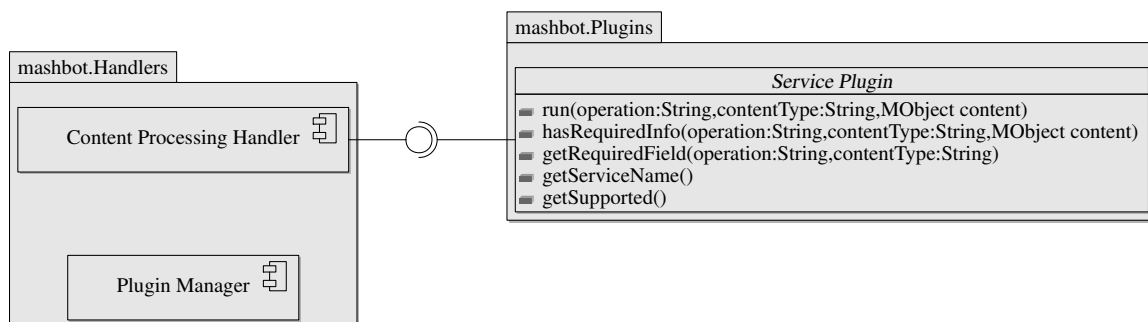 mashbot.Handlers
Content Processing Handler
Plugin Manager
mashbot.Plugins
Service Plugin
run(operation:String,contentType:String,MObject content)
hasRequiredInfo(operation:String,contentType:String,MObject content)
getRequiredField(operation:String,contentType:String)
getServiceName()
getSupported()